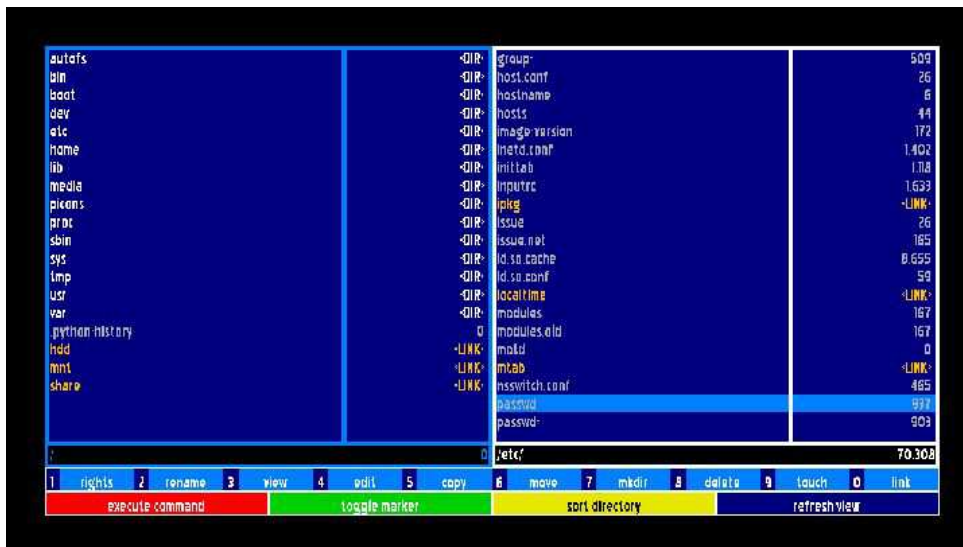 autofs <DIR>
bin <DIR>
boot <DIR>
dev <DIR>
etc <DIR>
home <DIR>
lib <DIR>
media <DIR>
picons <DIR>
proc <DIR>
sbin <DIR>
sys <DIR>
tmp <DIR>
usr <DIR>
var <DIR>
.python-history 0
hdd <LINK>
mnt <LINK>
share <LINK>
/ 0
group- 509
host.conf 26
hostname 6
hosts 44
image-version 172
inetd.conf 1.402
inittab 1.118
inputrc 1.633
ipkg <LINK>
issue 26
issue.net 165
ld.so.cache 8.655
ld.so.conf 59
localtime <LINK>
modules 167
modules.old 167
motd 0
mtab <LINK>
nsswitch.conf 465
passwd 937
passwd- 903
/etc/ 70.308
1 rights 2 rename 3 view 4 edit 5 copy 6 move 7 mkdir 8 delete 9 touch 0 link
execute command toggle marker sort directory refresh view